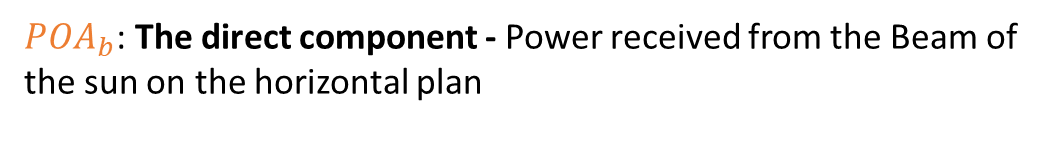 POA_b: The direct component - Power received from the Beam of
the sun on the horizontal plan